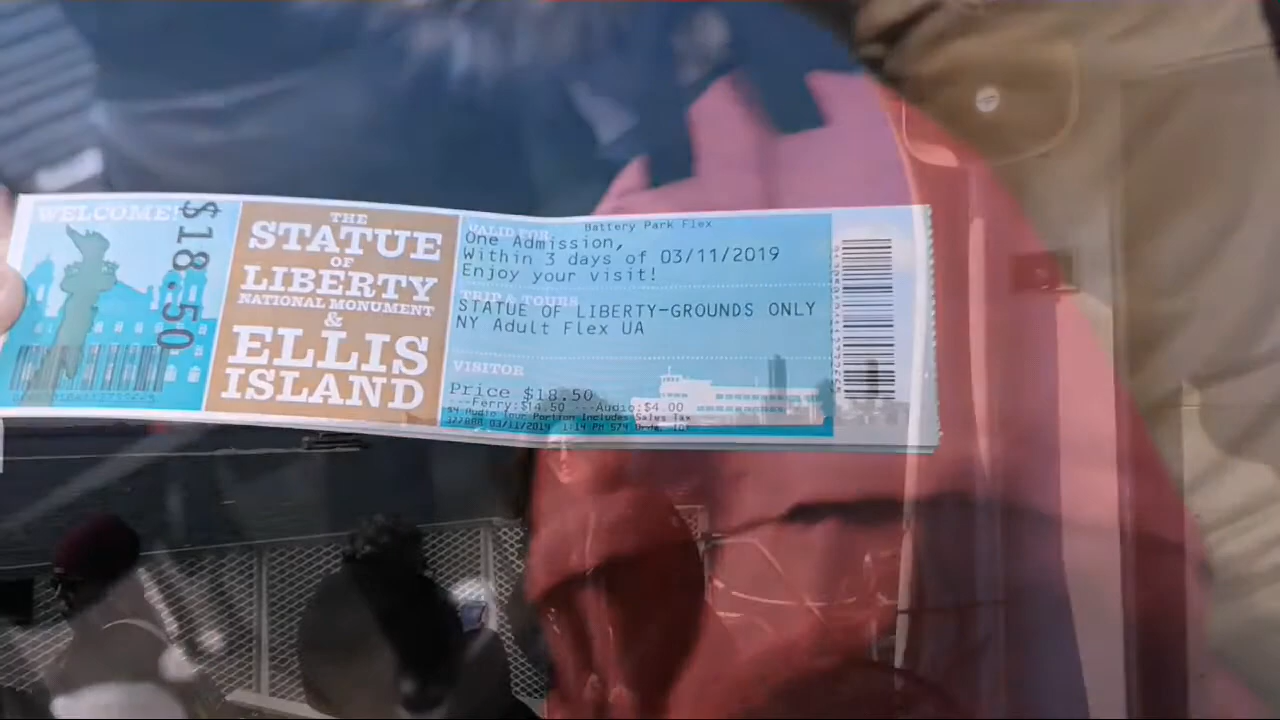 WELCOME!
$18.50
THE
STATUE
OF
LIBERTY
NATIONAL MONUMENT
&
ELLIS
ISLAND
Battery Park Flex
VALID FOR
One Admission,
Within 3 days of 03/11/2019
Enjoy your visit!
TRIP & TOURS
STATUE OF LIBERTY-GROUNDS ONLY
NY Adult Flex UA
VISITOR
Price $18.50
---Ferry:$14.50 ---Audio:$4.00
$4 Audio Tour Portion Includes Sales Tax
03/11/2019 1:14 PM